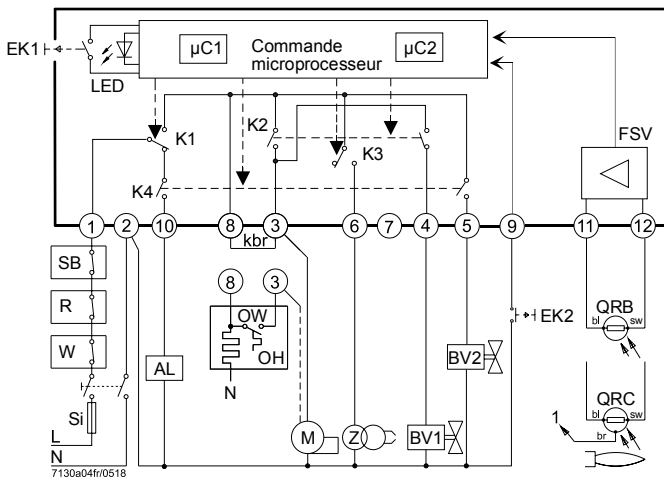 EK1
LED
µC1
Commande
microprocesseur
µC2
FSV
K1
K2
K3
K4
1
2
10
8
3
6
7
4
5
9
11
12
kbr
SB
R
W
Si
L
N
8
3
OW
OH
N
AL
M
Z
BV1
BV2
EK2
QRB
bl
sw
QRC
bl
sw
1
br
7130a04fr/0518